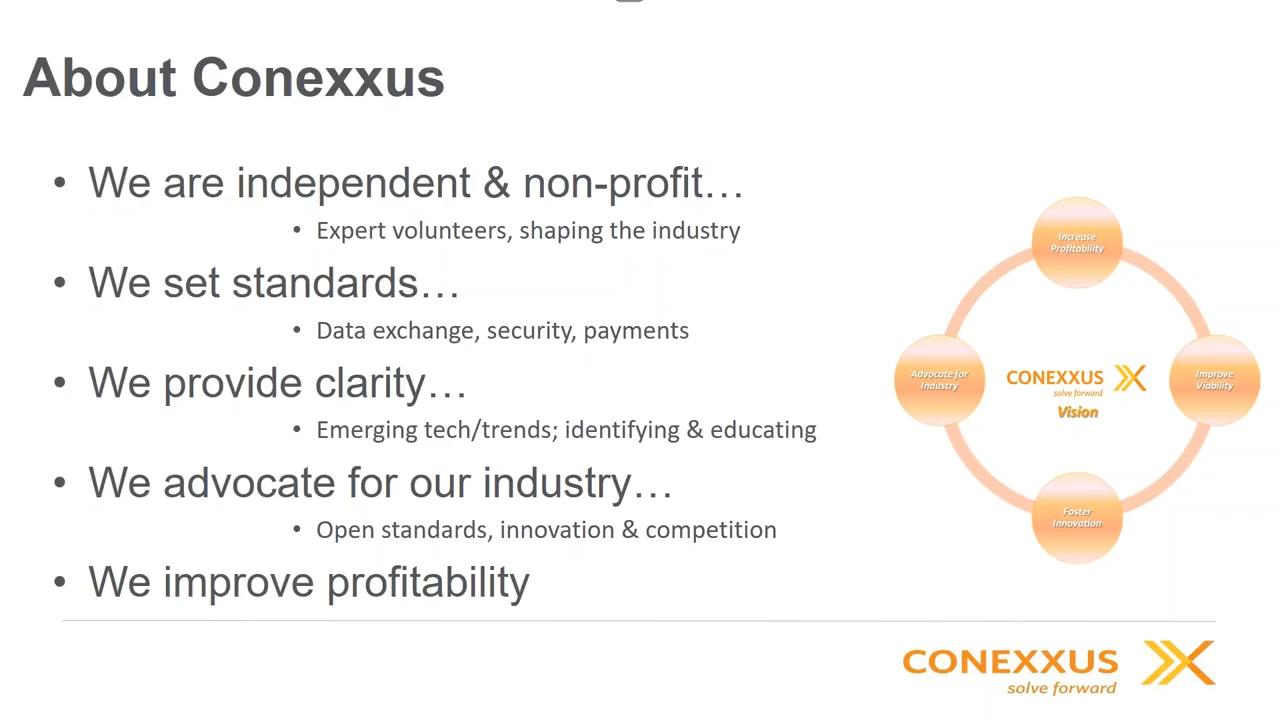 About Conexxus
• We are independent & non-profit…
• Expert volunteers, shaping the industry
• We set standards…
• Data exchange, security, payments
• We provide clarity…
• Emerging tech/trends; identifying & educating
• We advocate for our industry…
• Open standards, innovation & competition
• We improve profitability
Increase
Profitability
Advocate for
Industry
CONEXXUS
solve forward
Vision
Improve
Viability
Foster
Innovation
CONEXXUS
solve forward